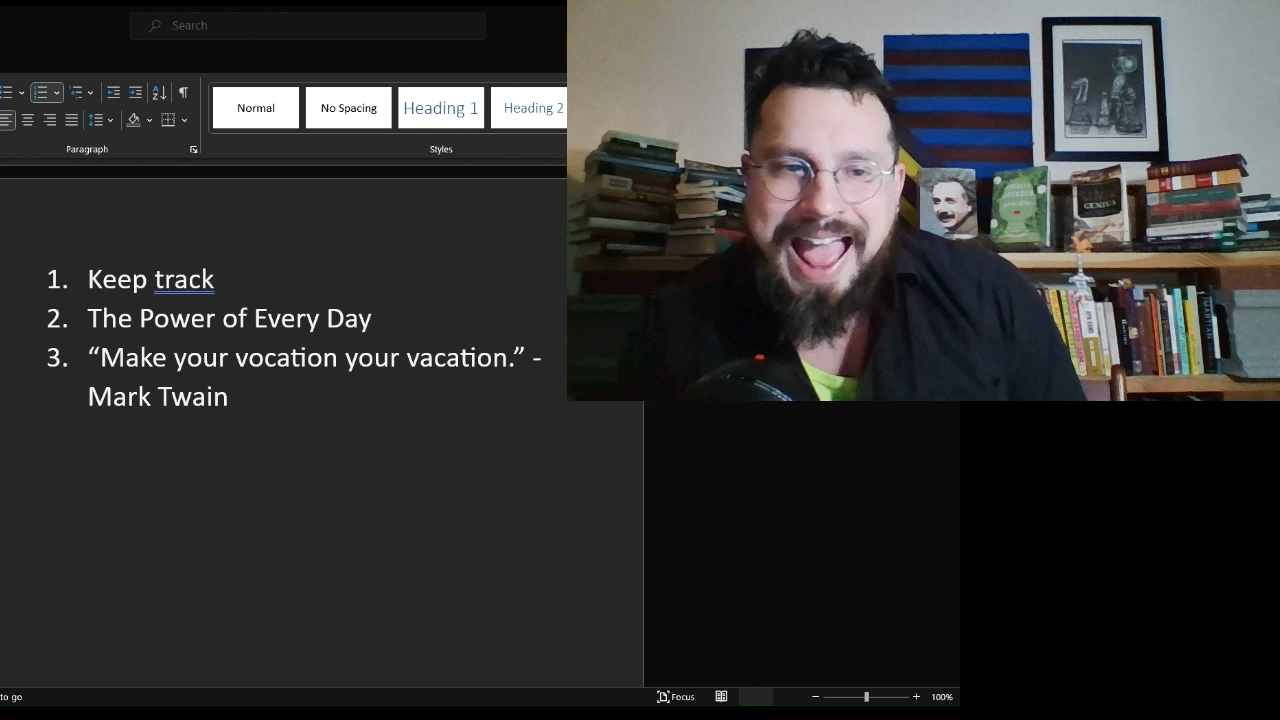 Search
Normal
No Spacing
Heading 1
Heading 2
Paragraph
Styles
1. Keep track
2. The Power of Every Day
3. “Make your vocation your vacation.” -
Mark Twain
GENIUS
to go
Focus
100%